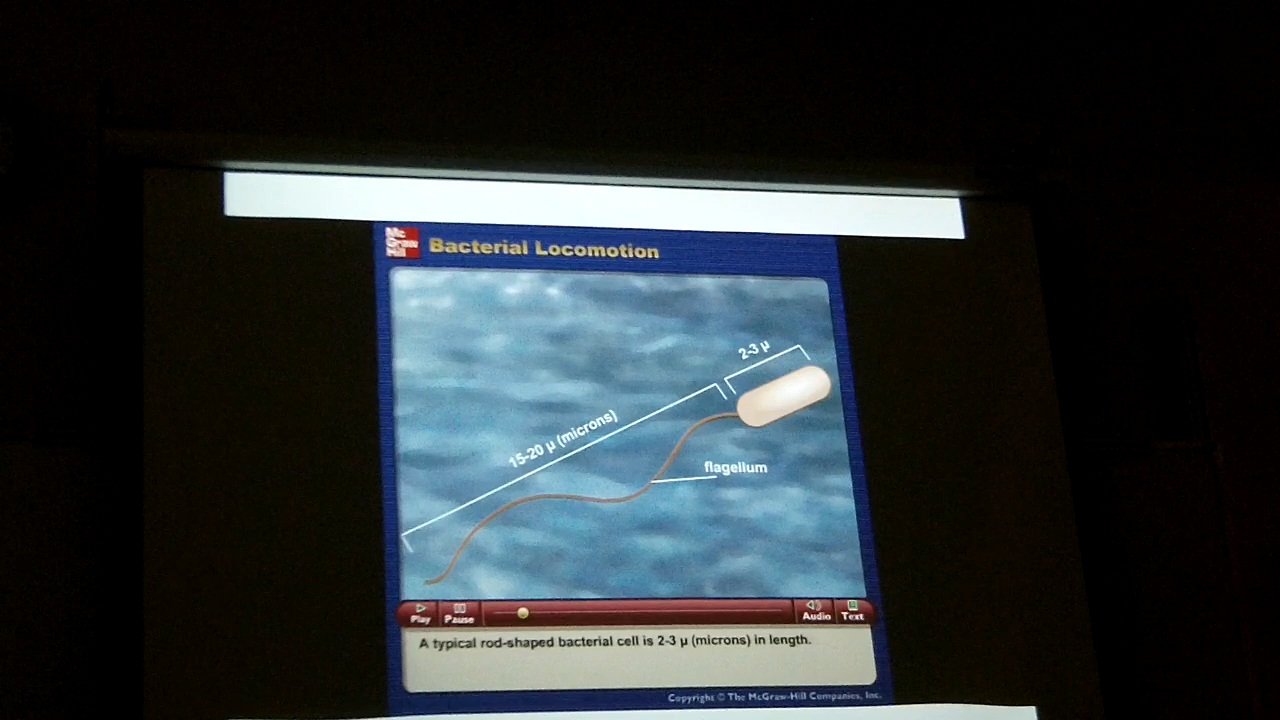 Mc
Graw
Hill
Bacterial Locomotion
2-3 µ
15-20 µ (microns)
flagellum
Play
Pause
Audio
Text
A typical rod-shaped bacterial cell is 2-3 µ (microns) in length.
Copyright © The McGraw-Hill Companies, Inc.